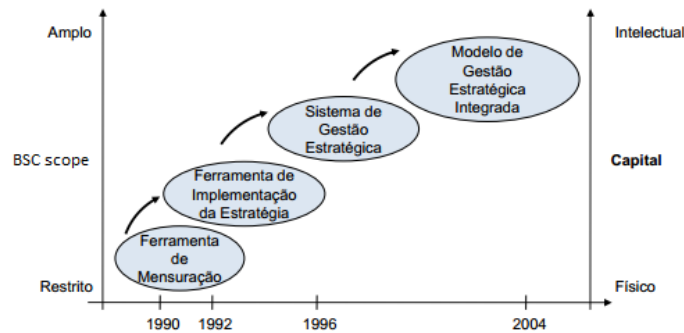 Amplo
Intelectual
Modelo de
Gestão
Estratégica
Integrada
Sistema de
Gestão
Estratégica
BSC scope
Capital
Ferramenta de
Implementação
da Estratégia
Ferramenta
de
Mensuração
Restrito
Físico
1990 1992 1996 2004